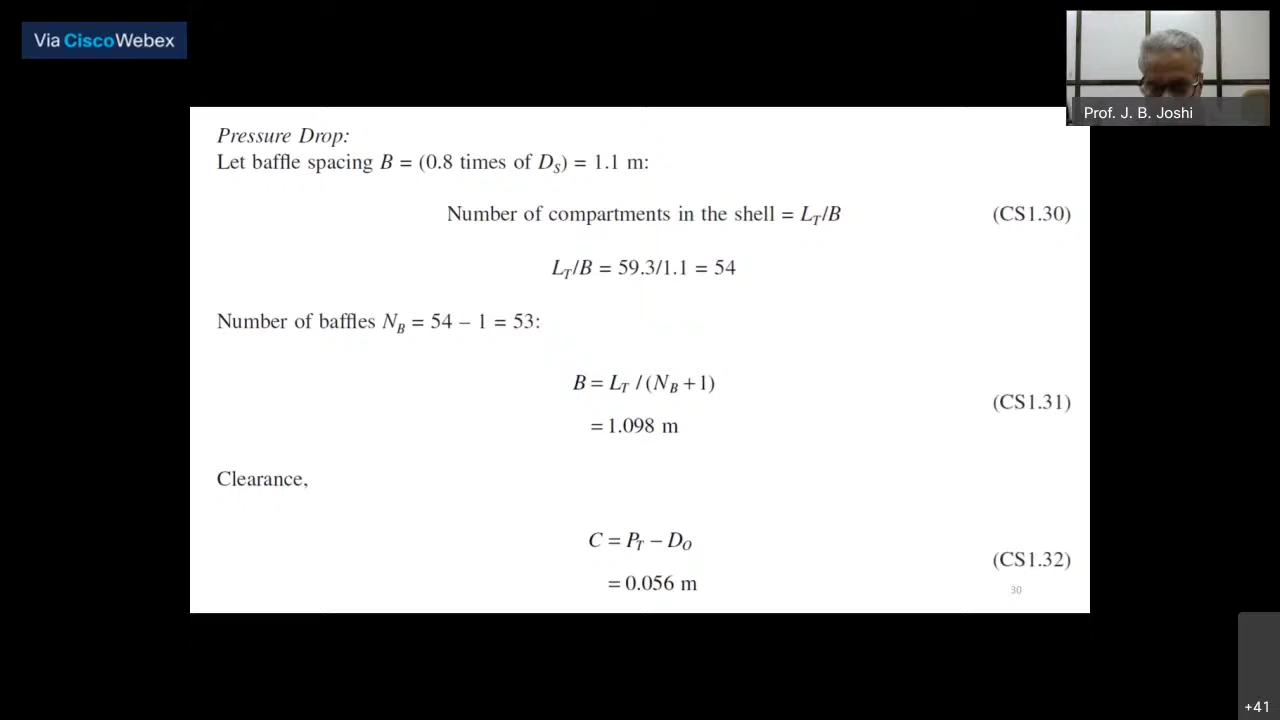 Via CiscoWebex
Prof. J. B. Joshi
Pressure Drop:
Let baffle spacing B = (0.8 times of D_S) = 1.1 m:
Number of compartments in the shell = L_T/B (CS1.30)
L_T/B = 59.3/1.1 = 54
Number of baffles N_B = 54 – 1 = 53:
B = L_T / (N_B + 1)
(CS1.31)
= 1.098 m
Clearance,
C = P_T − D_O
(CS1.32)
= 0.056 m
30
+41